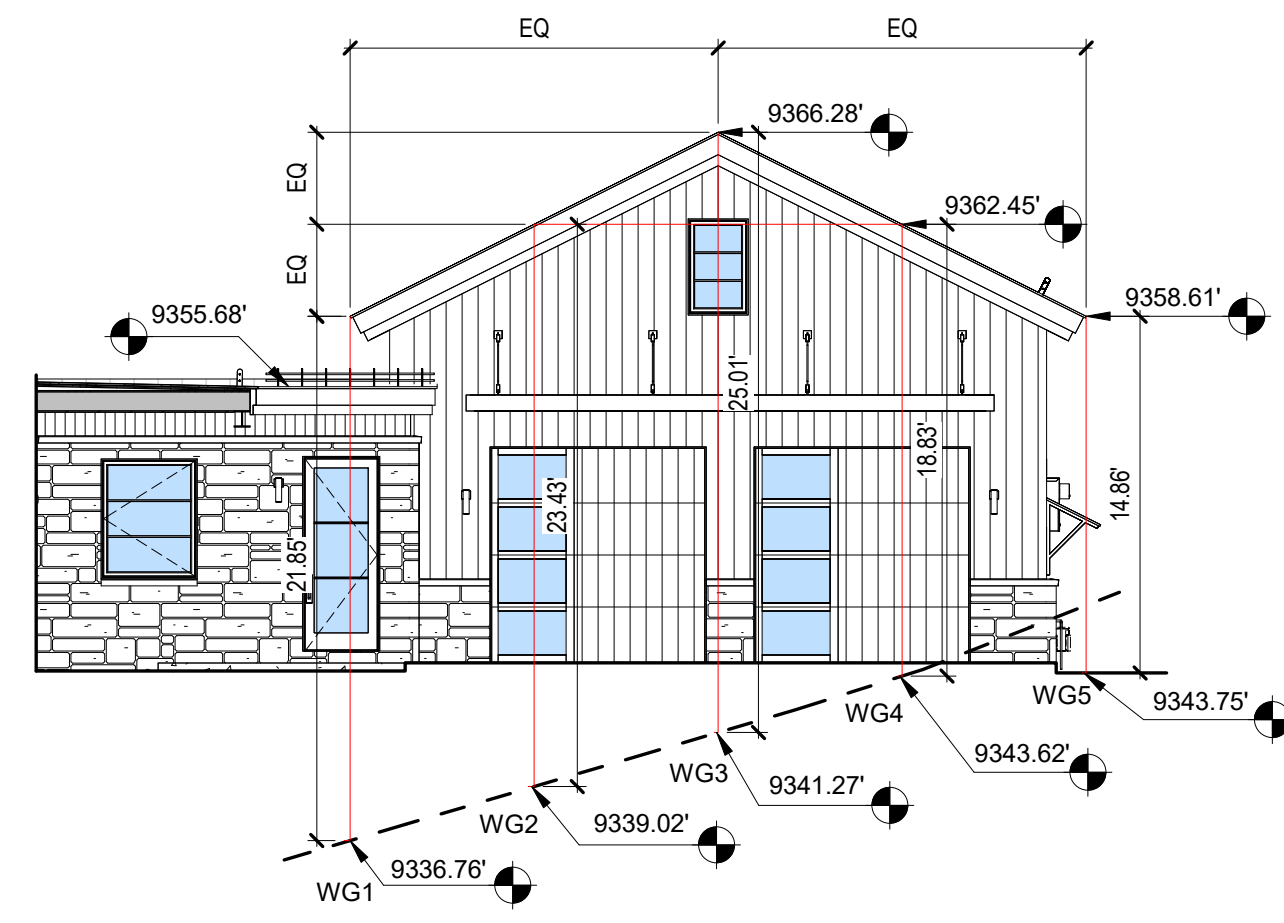 EQ
EQ
9366.28'
EQ
9362.45'
EQ
9358.61'
9355.68'
25.01'
18.83'
14.86'
23.43'
21.85'
WG5
9343.75'
WG4
9343.62'
WG3
9341.27'
WG2
9339.02'
WG1
9336.76'